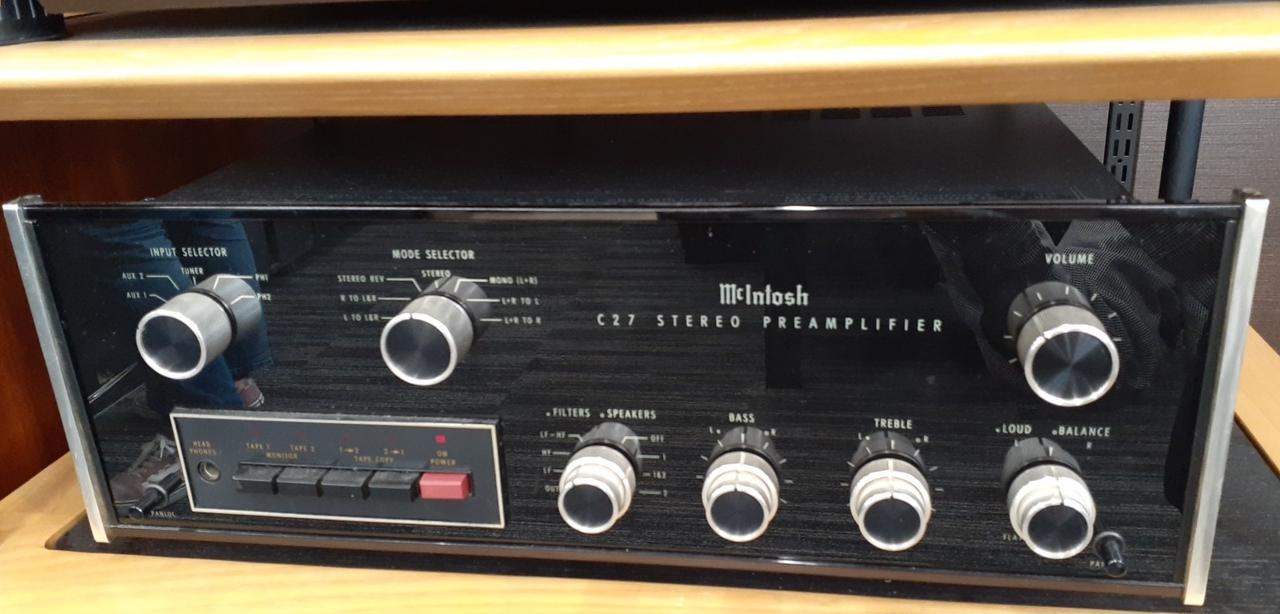 INPUT SELECTOR
AUX 2
TUNER
PH1
AUX 1
PH2
MODE SELECTOR
STEREO REV
STEREO
MONO (L+R)
R TO L&R
L+R TO L
L TO L&R
L+R TO R
McIntosh
C27 STEREO PREAMPLIFIER
VOLUME
HEAD
PHONES
TAPE 1
TAPE 2
MONITOR
1→2
2→1
TAPE COPY
ON
POWER
PANLOC
FILTERS
SPEAKERS
LF-HF
OFF
HF
1
LF
1&2
2
BASS
L
R
TREBLE
L
R
LOUD
BALANCE
L
R